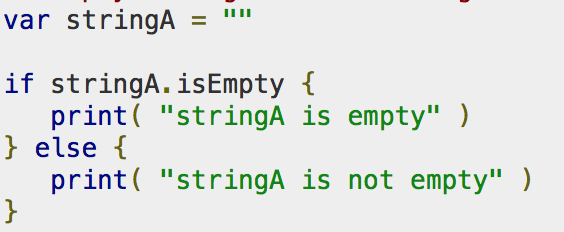 var stringA = ""
if stringA.isEmpty {
   print( "stringA is empty" )
} else {
   print( "stringA is not empty" )
}